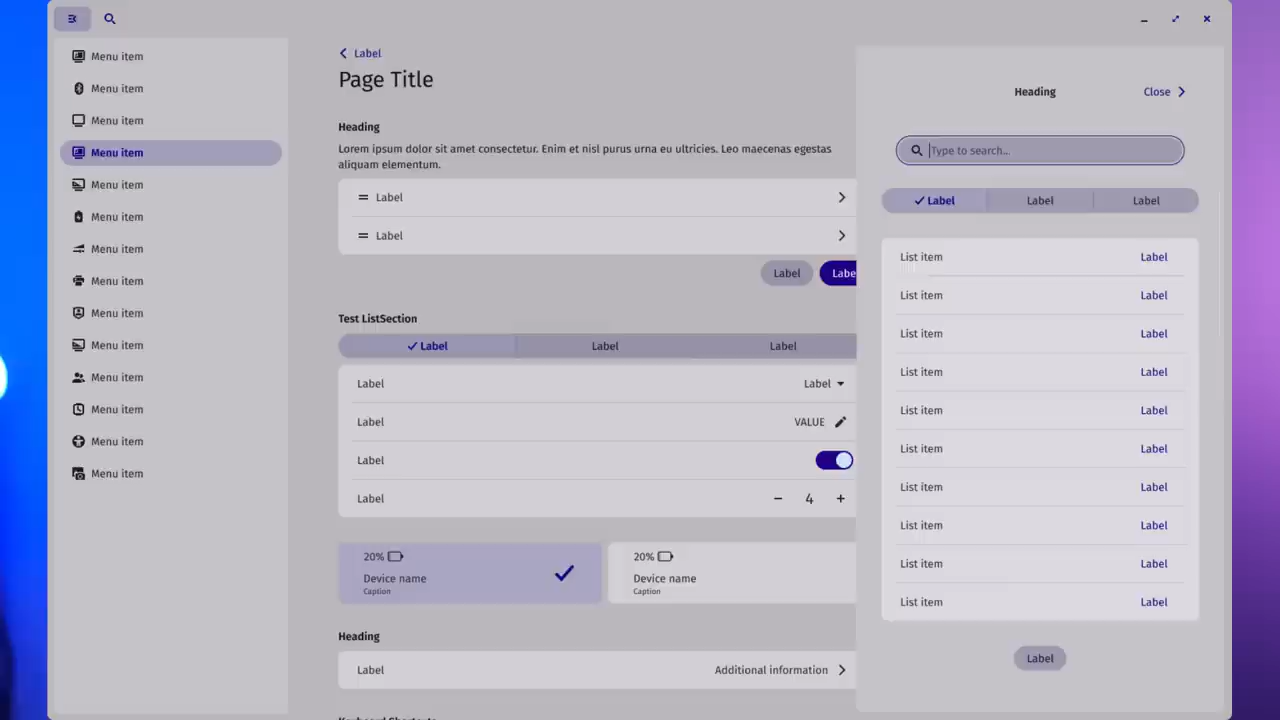 Menu item
Menu item
Menu item
Menu item
Menu item
Menu item
Menu item
Menu item
Menu item
Menu item
Menu item
Menu item
Menu item
Menu item
Label
Page Title
Heading
Lorem ipsum dolor sit amet consectetur. Enim et nisl purus urna eu ultricies. Leo maecenas egestas
aliquam elementum.
Label
Label
Label Labe
Test ListSection
Label Label Label
Label Label
Label VALUE
Label
Label 4
20% 20%
Device name Device name
Caption Caption
Heading
Label Additional information
Keyboard Shortcuts
Heading Close
Type to search...
Label Label Label
List item Label
List item Label
List item Label
List item Label
List item Label
List item Label
List item Label
List item Label
List item Label
List item Label
Label